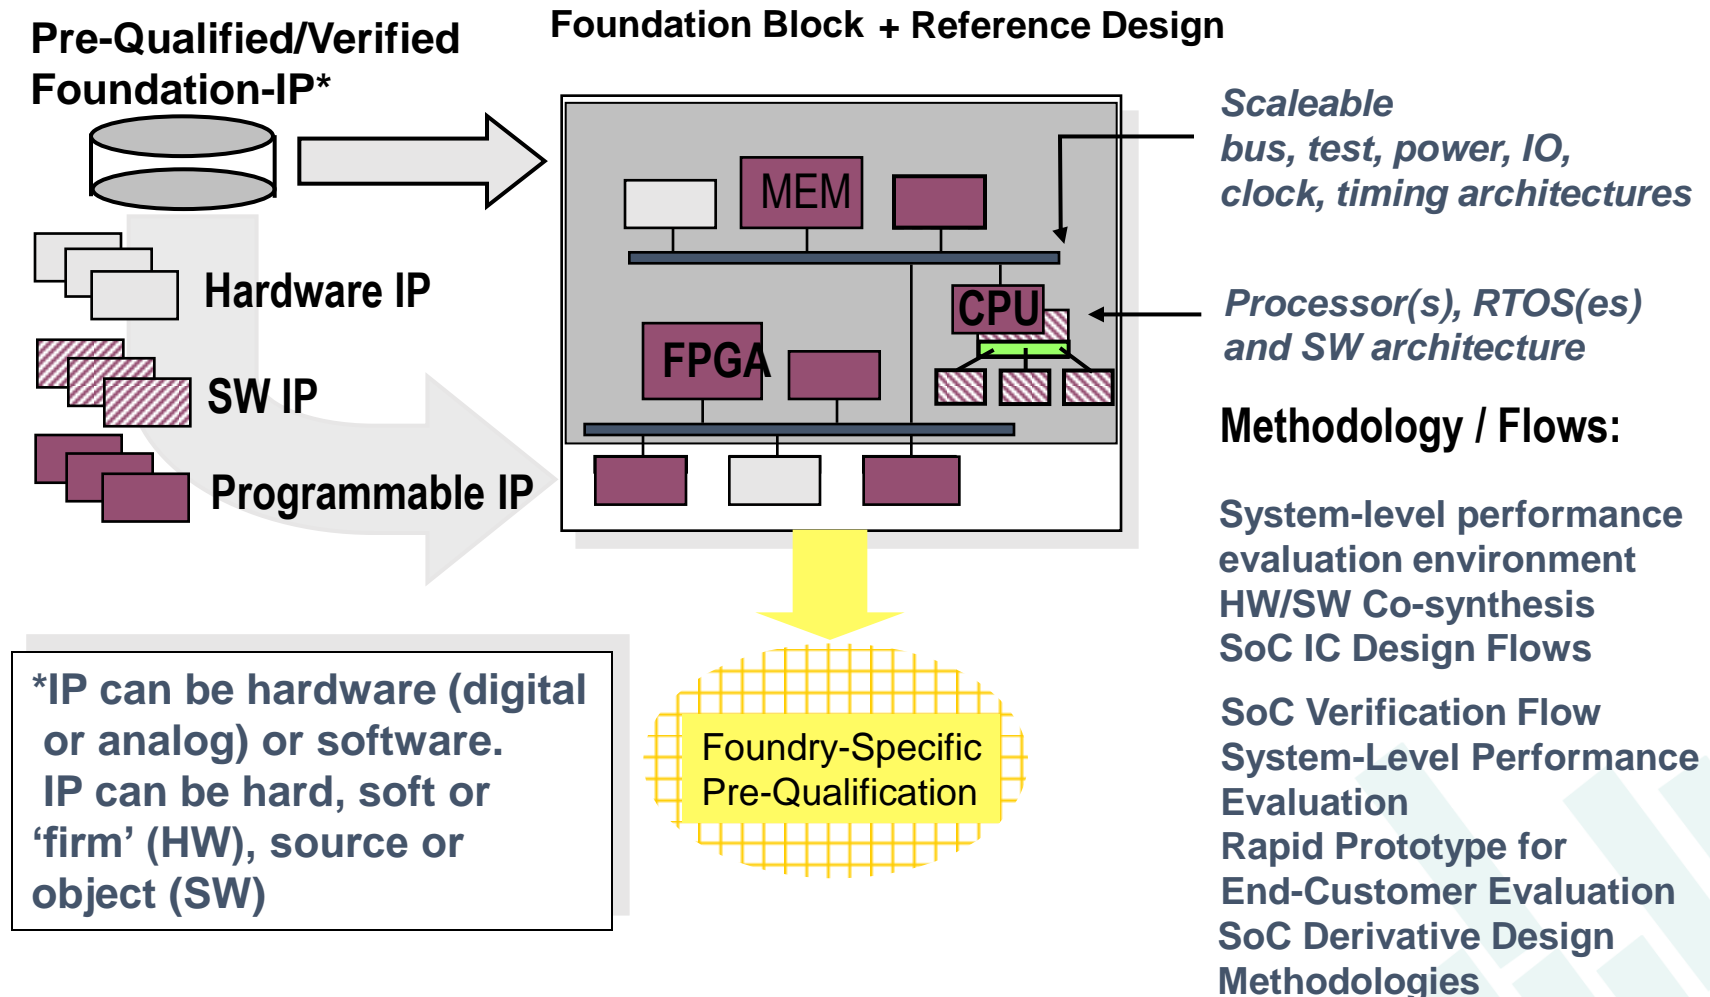 Pre-Qualified/Verified
Foundation-IP*
Foundation Block + Reference Design
Scaleable
bus, test, power, IO,
clock, timing architectures
MEM
Hardware IP
CPU
Processor(s), RTOS(es)
and SW architecture
FPGA
SW IP
Methodology / Flows:
Programmable IP
System-level performance
evaluation environment
HW/SW Co-synthesis
SoC IC Design Flows
SoC Verification Flow
System-Level Performance
Evaluation
Rapid Prototype for
End-Customer Evaluation
SoC Derivative Design
Methodologies
*IP can be hardware (digital
or analog) or software.
IP can be hard, soft or
‘firm’ (HW), source or
object (SW)
Foundry-Specific
Pre-Qualification